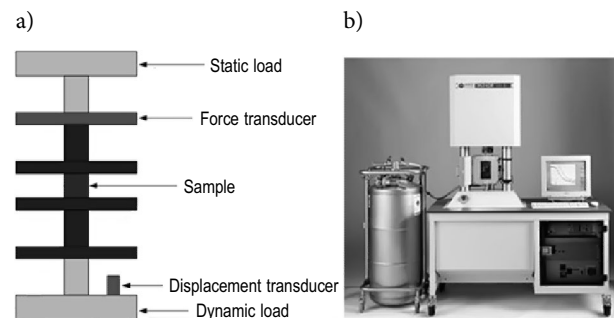 a)
b)
Static load
Force transducer
Sample
Displacement transducer
Dynamic load